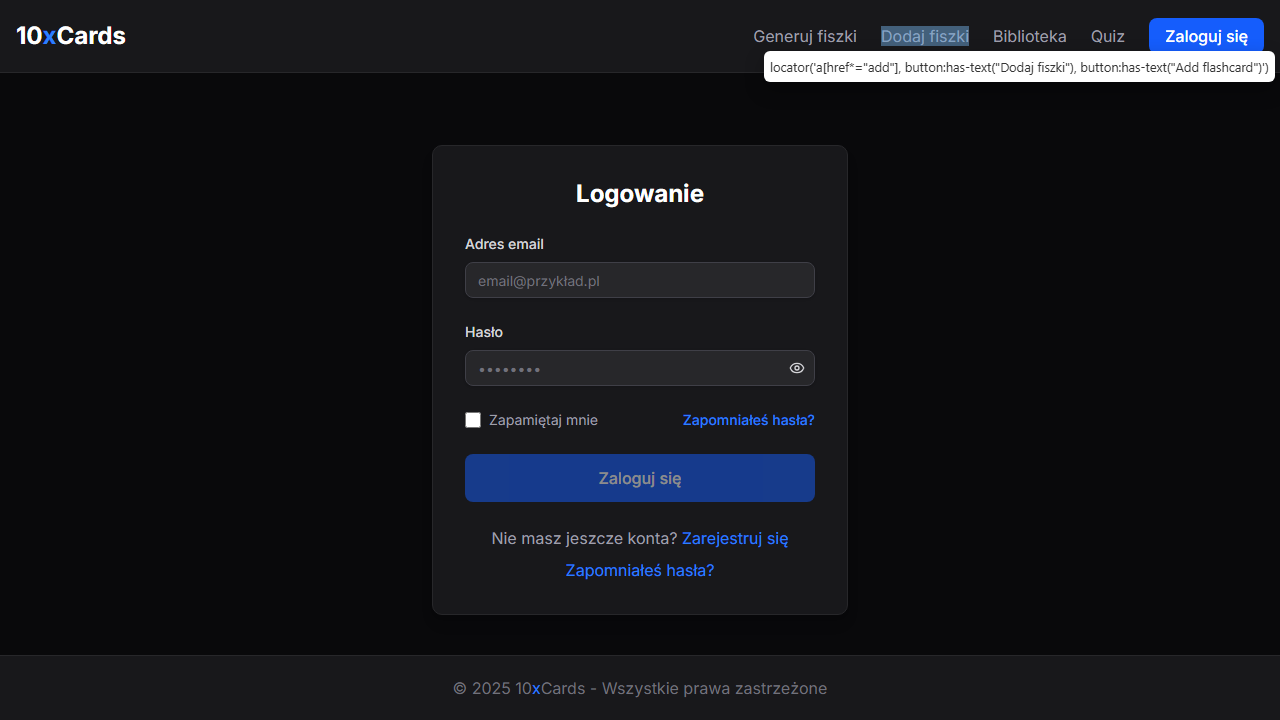 10xCards
Generuj fiszki Dodaj fiszki Biblioteka Quiz Zaloguj się
locator('a[href*="add"], button:has-text("Dodaj fiszki"), button:has-text("Add flashcard")')
Logowanie
Adres email
email@przykład.pl
Hasło
••••••••
Zapamiętaj mnie Zapomniałeś hasła?
Zaloguj się
Nie masz jeszcze konta? Zarejestruj się
Zapomniałeś hasła?
© 2025 10xCards - Wszystkie prawa zastrzeżone